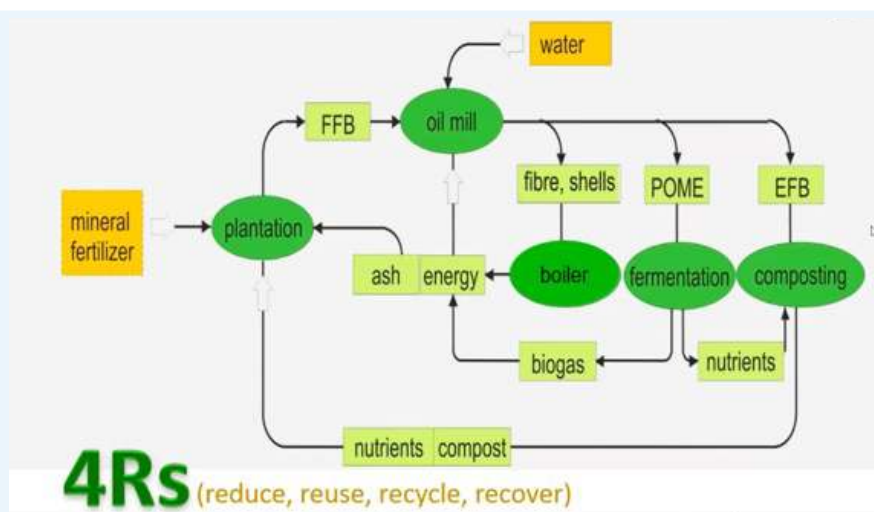 water
FFB
oil mill
fibre, shells
POME
EFB
mineral
fertilizer
plantation
ash
energy
boiler
fermentation
composting
biogas
nutrients
nutrients
compost
4Rs (reduce, reuse, recycle, recover)